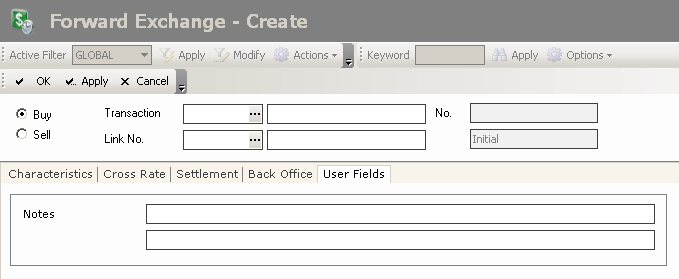 Forward Exchange - Create
Active Filter GLOBAL Apply Modify Actions Keyword Apply Options
OK Apply Cancel
Buy Transaction ... No.
Sell Link No. ... Initial
Characteristics Cross Rate Settlement Back Office User Fields
Notes